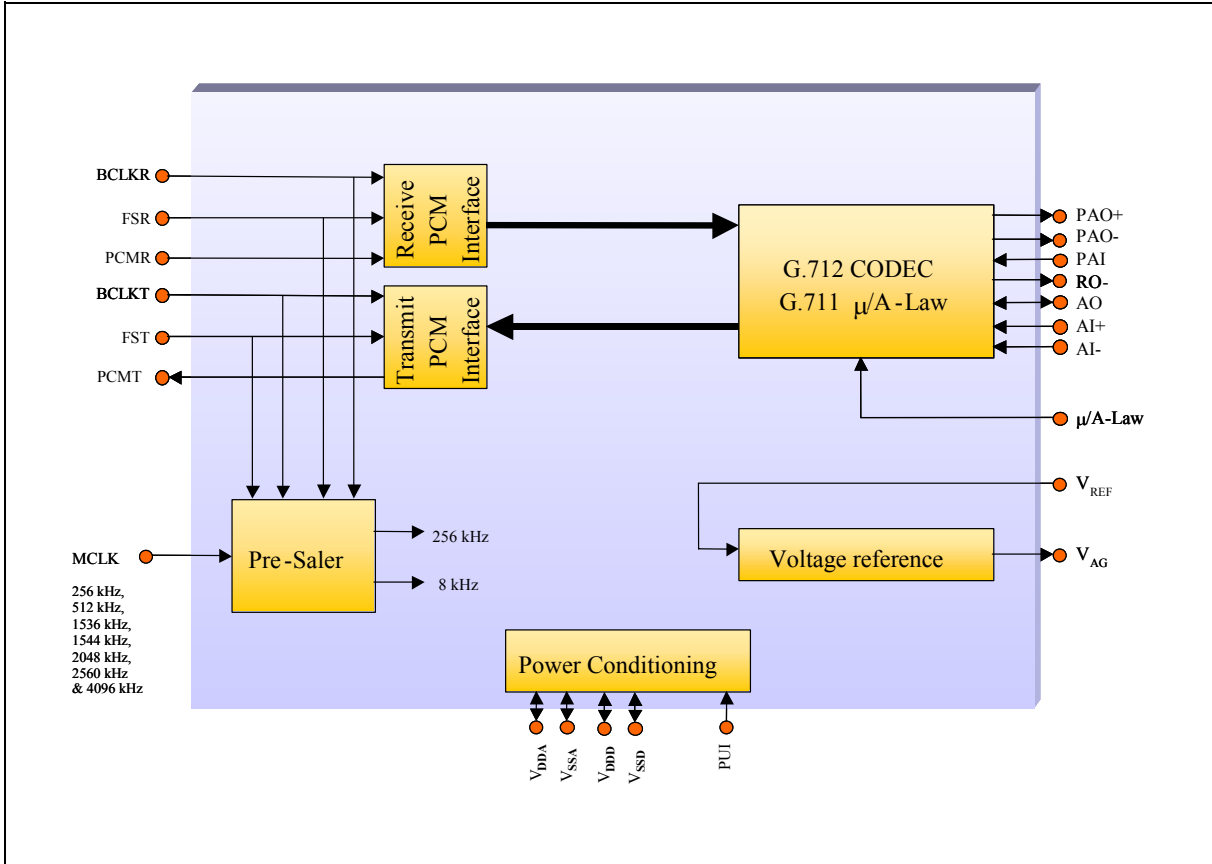 BCLKR
FSR
PCMR
BCLKT
FST
PCMT
Receive
PCM
Interface
Transmit
PCM
Interface
G.712 CODEC
G.711 μ/A-Law
PAO+
PAO-
PAI
RO-
AO
AI+
AI-
μ/A-Law
VREF
Voltage reference
VAG
MCLK
256 kHz,
512 kHz,
1536 kHz,
1544 kHz,
2048 kHz,
2560 kHz
& 4096 kHz
Pre-Saler
256 kHz
8 kHz
Power Conditioning
VDDA
VSSA
VDDD
VSSD
PUI